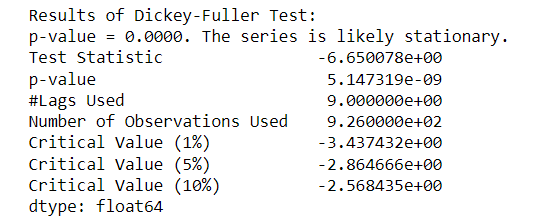 Results of Dickey-Fuller Test:
p-value = 0.0000. The series is likely stationary.
Test Statistic -6.650078e+00
p-value 5.147319e-09
#Lags Used 9.000000e+00
Number of Observations Used 9.260000e+02
Critical Value (1%) -3.437432e+00
Critical Value (5%) -2.864666e+00
Critical Value (10%) -2.568435e+00
dtype: float64